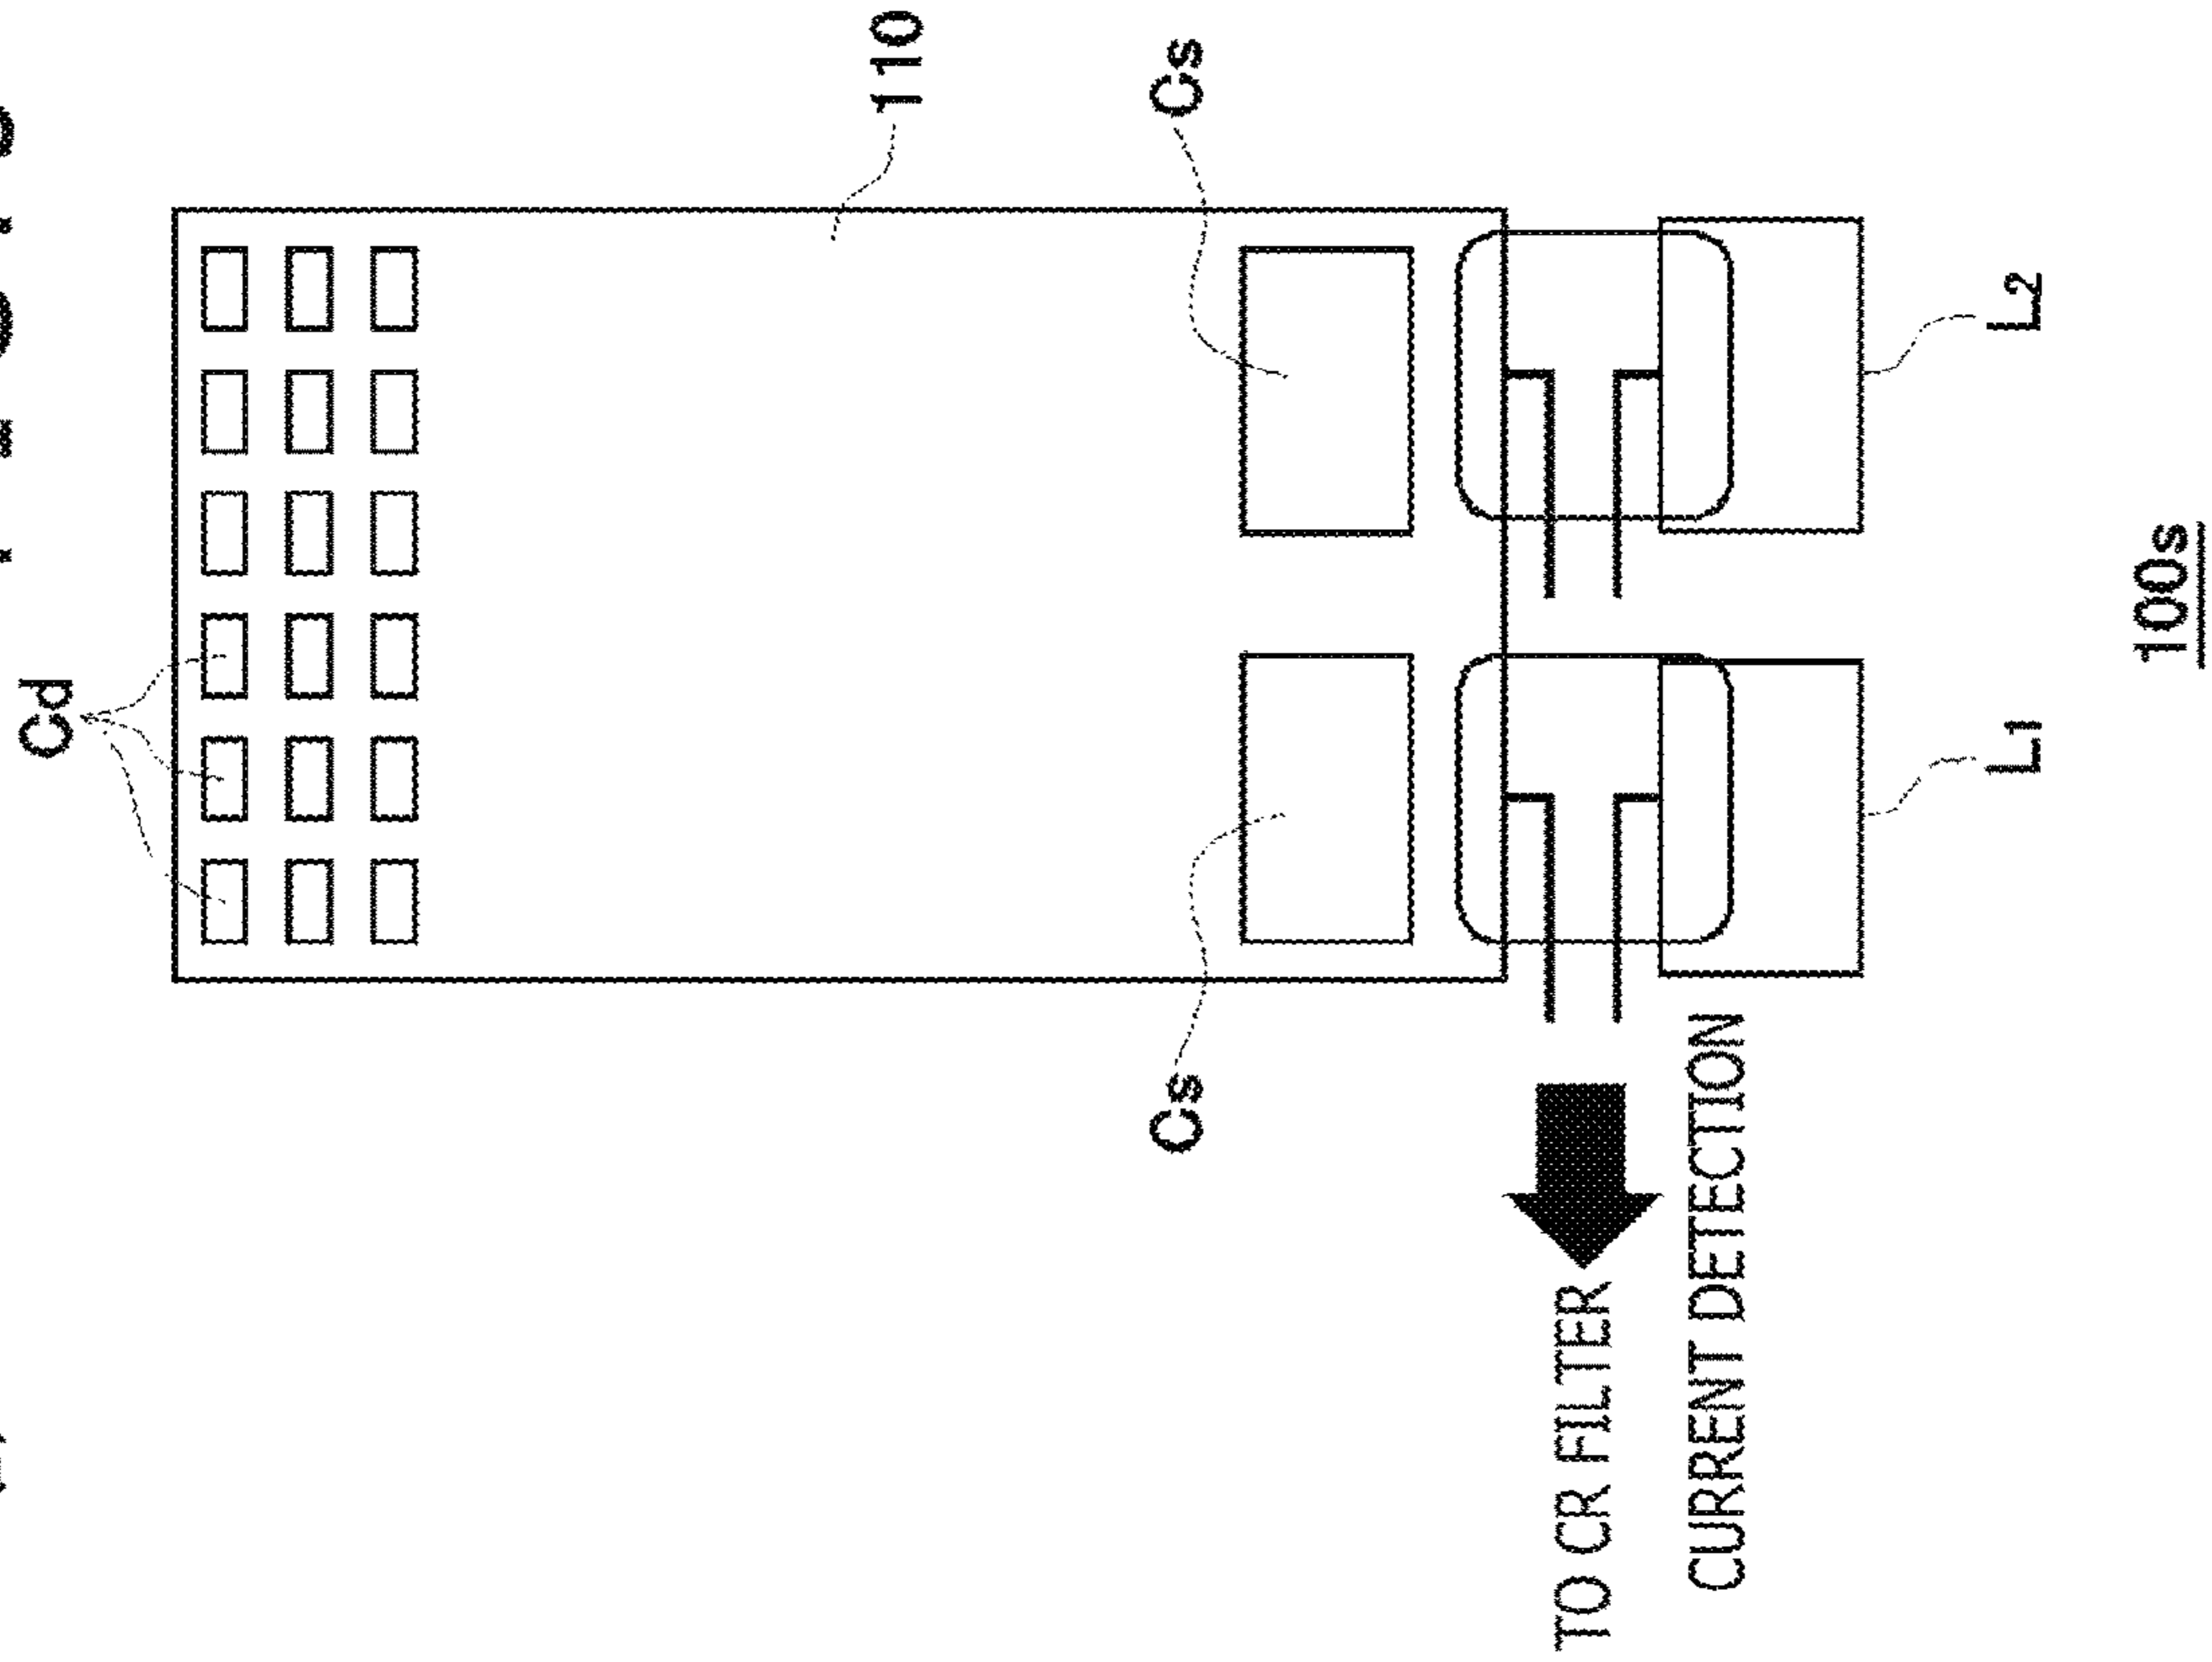 Cd
110
Cs
Cs
TO CR FILTER
CURRENT DETECTION
L1
L2
100s